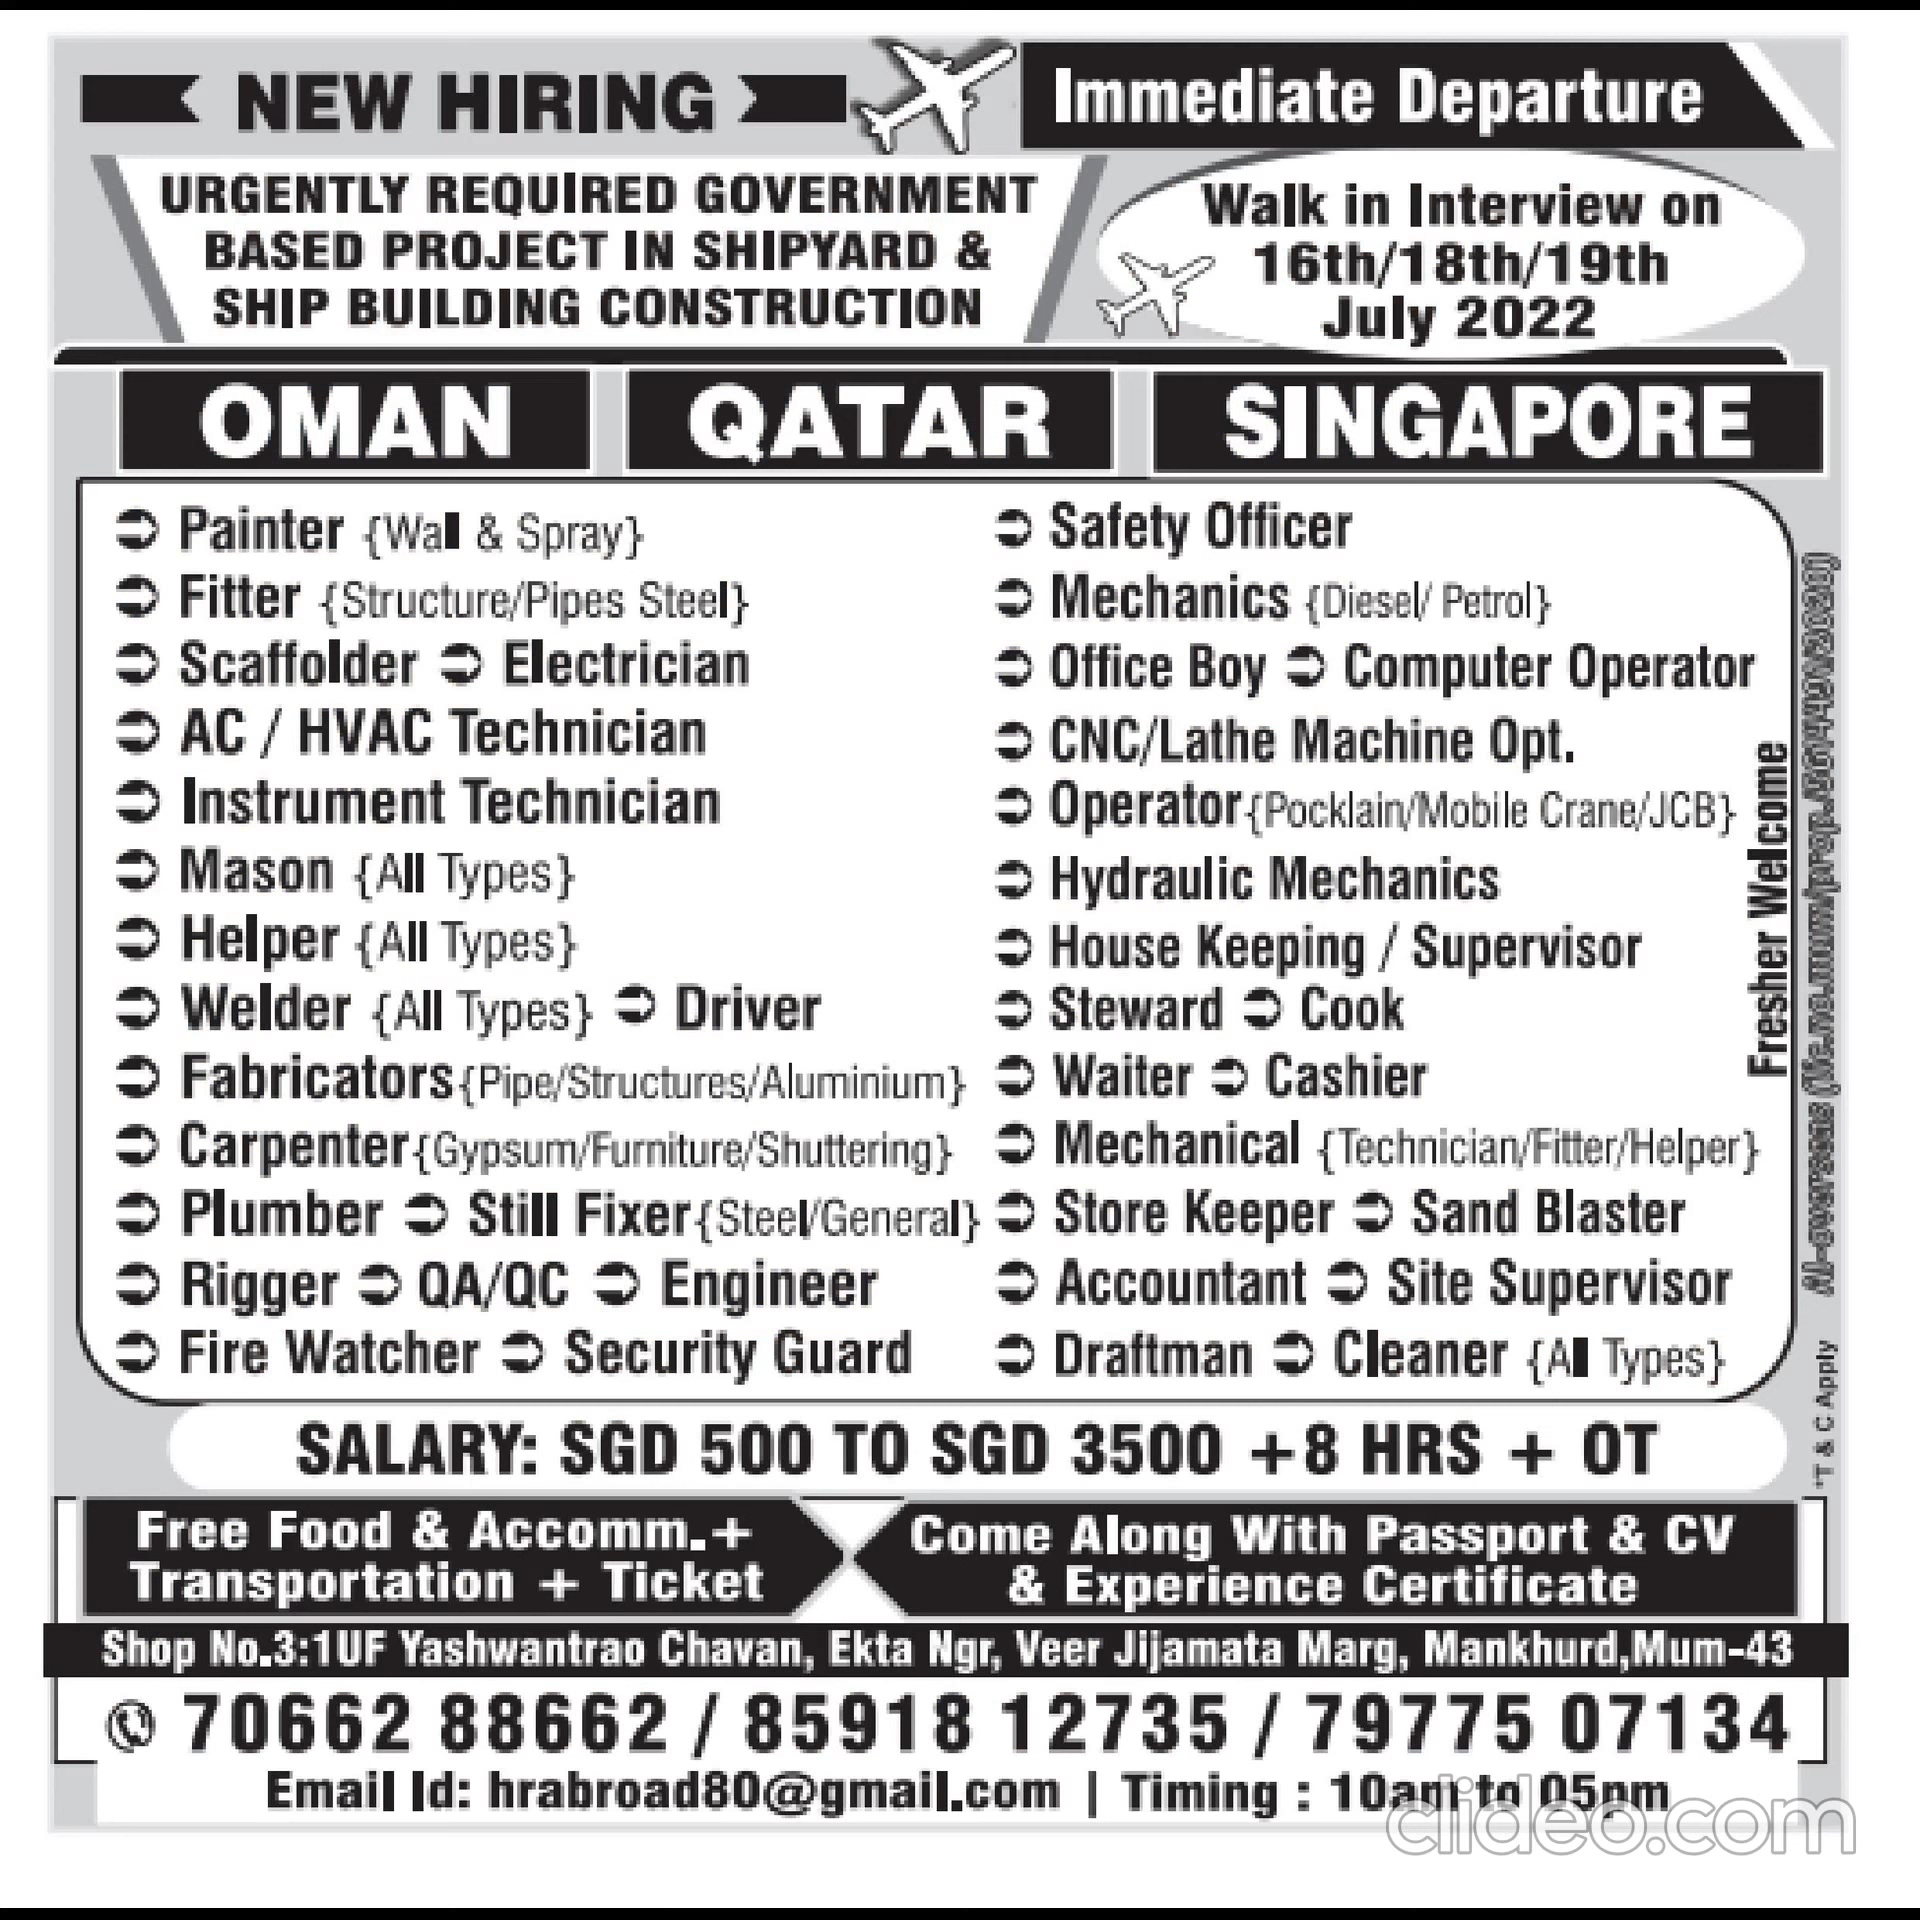 NEW HIRING
Immediate Departure
URGENTLY REQUIRED GOVERNMENT
BASED PROJECT IN SHIPYARD &
SHIP BUILDING CONSTRUCTION
Walk in Interview on
16th/18th/19th
July 2022
OMAN QATAR SINGAPORE
Painter {Wall & Spray}
Fitter {Structure/Pipes Steel}
Scaffolder Electrician
AC / HVAC Technician
Instrument Technician
Mason {All Types}
Helper {All Types}
Welder {All Types} Driver
Fabricators{Pipe/Structures/Aluminium}
Carpenter{Gypsum/Furniture/Shuttering}
Plumber Still Fixer{Steel/General}
Rigger QA/QC Engineer
Fire Watcher Security Guard
Safety Officer
Mechanics {Diesel/ Petrol}
Office Boy Computer Operator
CNC/Lathe Machine Opt.
Operator{Pocklain/Mobile Crane/JCB}
Hydraulic Mechanics
House Keeping / Supervisor
Steward Cook
Waiter Cashier
Mechanical {Technician/Fitter/Helper}
Store Keeper Sand Blaster
Accountant Site Supervisor
Draftman Cleaner {All Types}
Fresher Welcome
*T & C Apply
SALARY: SGD 500 TO SGD 3500 +8 HRS + OT
Free Food & Accomm.+
Transportation + Ticket
Come Along With Passport & CV
& Experience Certificate
Shop No.3:1UF Yashwantrao Chavan, Ekta Ngr, Veer Jijamata Marg, Mankhurd,Mum-43
70662 88662 / 85918 12735 / 79775 07134
Email Id: hrabroad80@gmail.com | Timing : 10am to 05pm
clideo.com